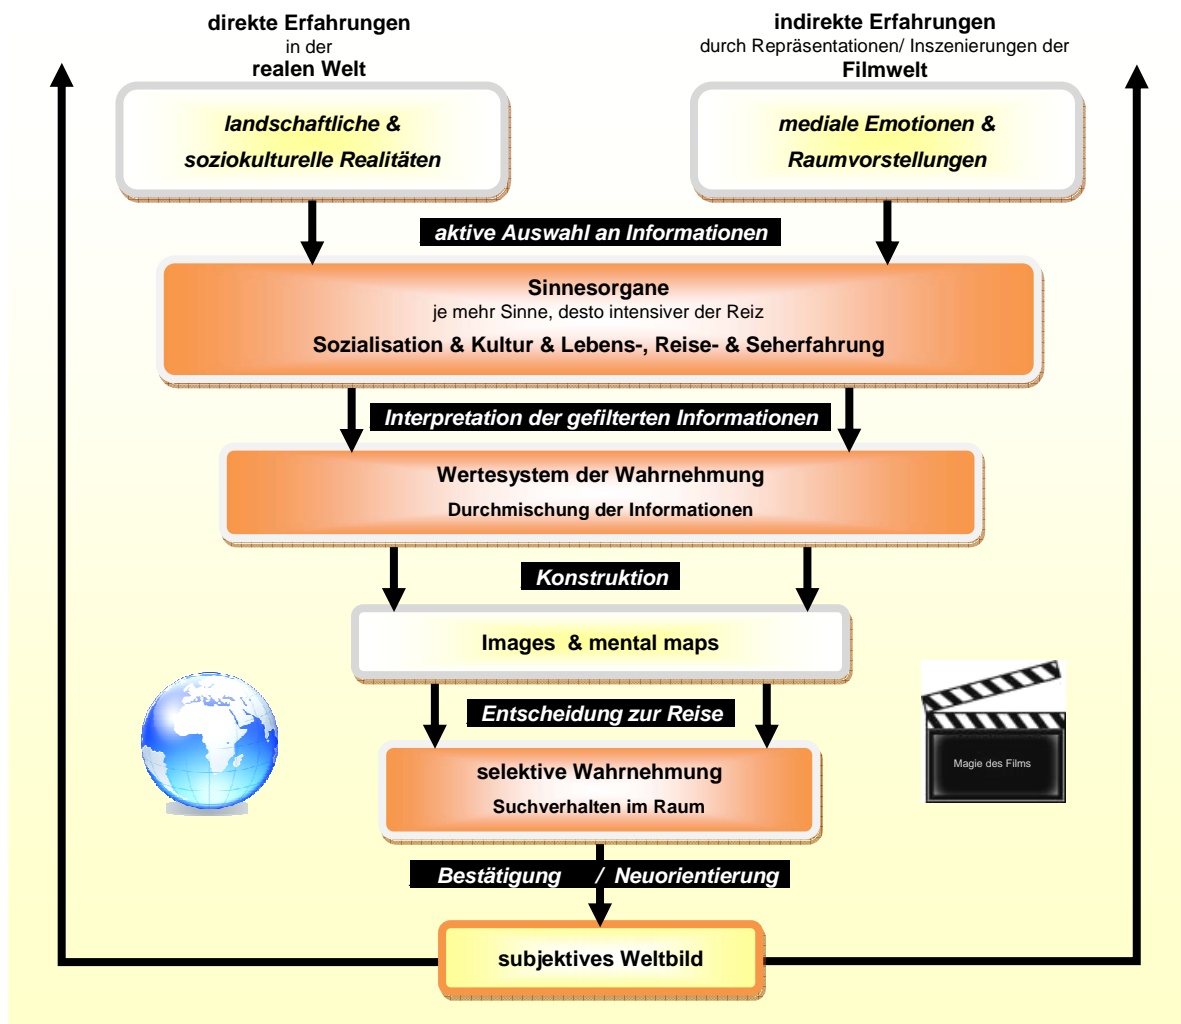 direkte Erfahrungen
in der
realen Welt
indirekte Erfahrungen
durch Repräsentationen/ Inszenierungen der
Filmwelt
landschaftliche &
soziokulturelle Realitäten
mediale Emotionen &
Raumvorstellungen
aktive Auswahl an Informationen
Sinnesorgane
je mehr Sinne, desto intensiver der Reiz
Sozialisation & Kultur & Lebens-, Reise- & Seherfahrung
Interpretation der gefilterten Informationen
Wertesystem der Wahrnehmung
Durchmischung der Informationen
Konstruktion
Images & mental maps
Entscheidung zur Reise
selektive Wahrnehmung
Suchverhalten im Raum
Magie des Films
Bestätigung / Neuorientierung
subjektives Weltbild